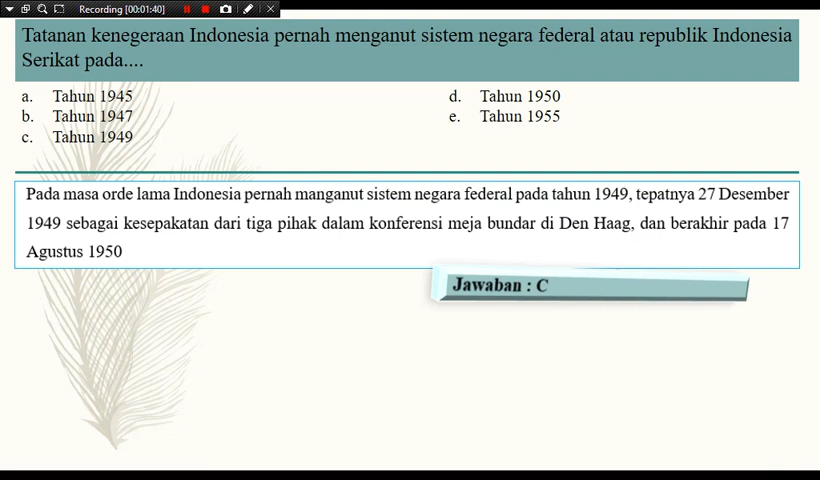 Recording [00:01:40]
Tatanan kenegeraan Indonesia pernah menganut sistem negara federal atau republik Indonesia
Serikat pada....
a. Tahun 1945
b. Tahun 1947
c. Tahun 1949
d. Tahun 1950
e. Tahun 1955
Pada masa orde lama Indonesia pernah manganut sistem negara federal pada tahun 1949, tepatnya 27 Desember
1949 sebagai kesepakatan dari tiga pihak dalam konferensi meja bundar di Den Haag, dan berakhir pada 17
Agustus 1950
Jawaban : C